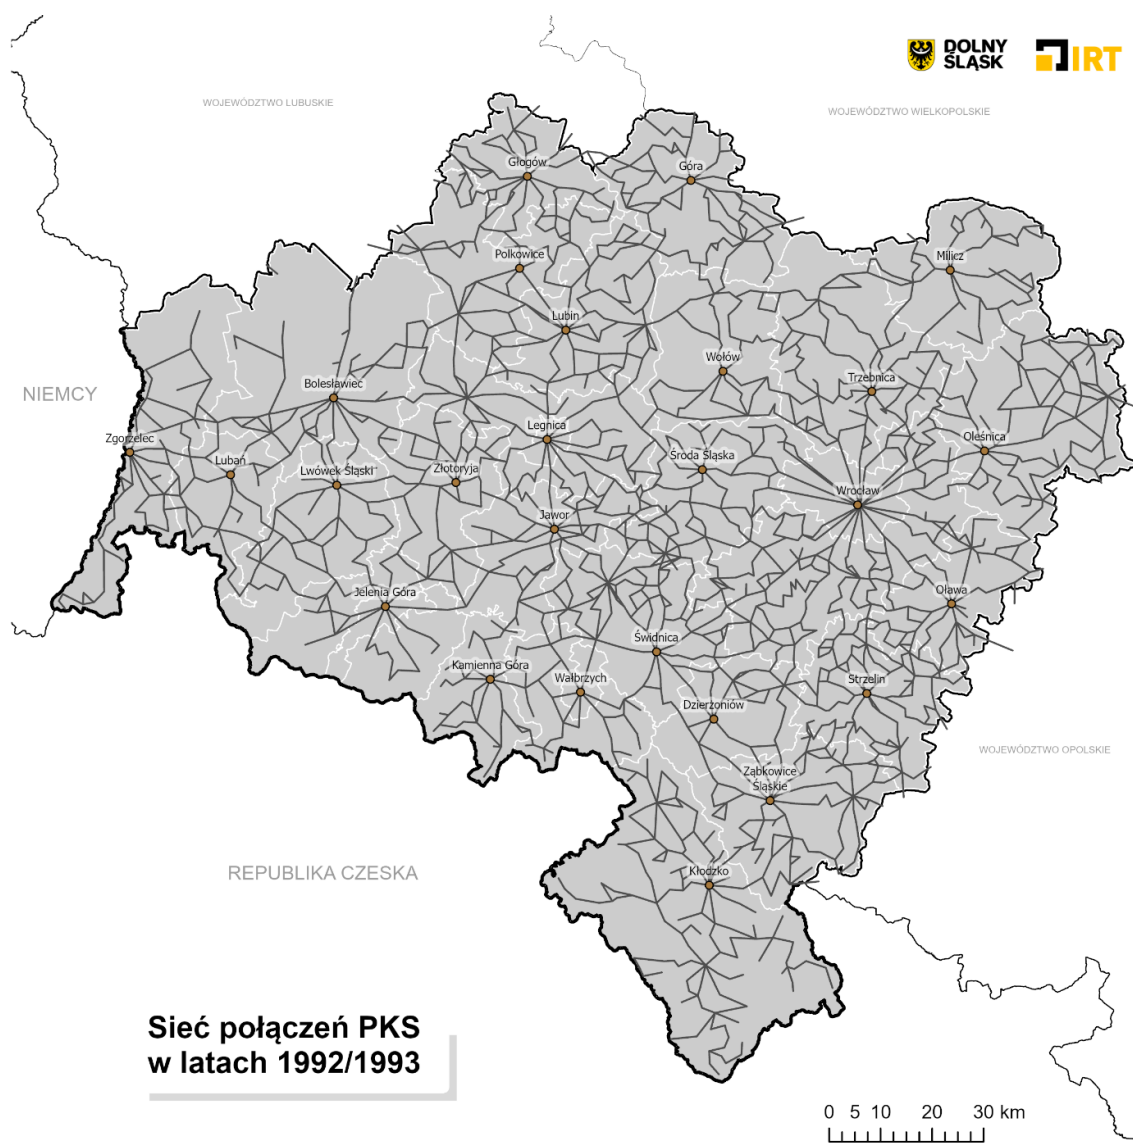 DOLNY
ŚLĄSK
IRT
WOJEWÓDZTWO LUBUSKIE
WOJEWÓDZTWO WIELKOPOLSKIE
Głogów
Góra
Polkowice
Milicz
Lubin
Wołów
Trzebnica
Bolesławiec
NIEMCY
Legnica
Zgorzelec
Oleśnica
Lubań
Lwówek Śląski
Złotoryja
Środa Śląska
Wrocław
Jawor
Jelenia Góra
Oława
Świdnica
Kamienna Góra
Wałbrzych
Strzelin
Dzierżoniów
WOJEWÓDZTWO OPOLSKIE
Ząbkowice
Śląskie
REPUBLIKA CZESKA
Kłodzko
Sieć połączeń PKS
w latach 1992/1993
0 5 10 20 30 km